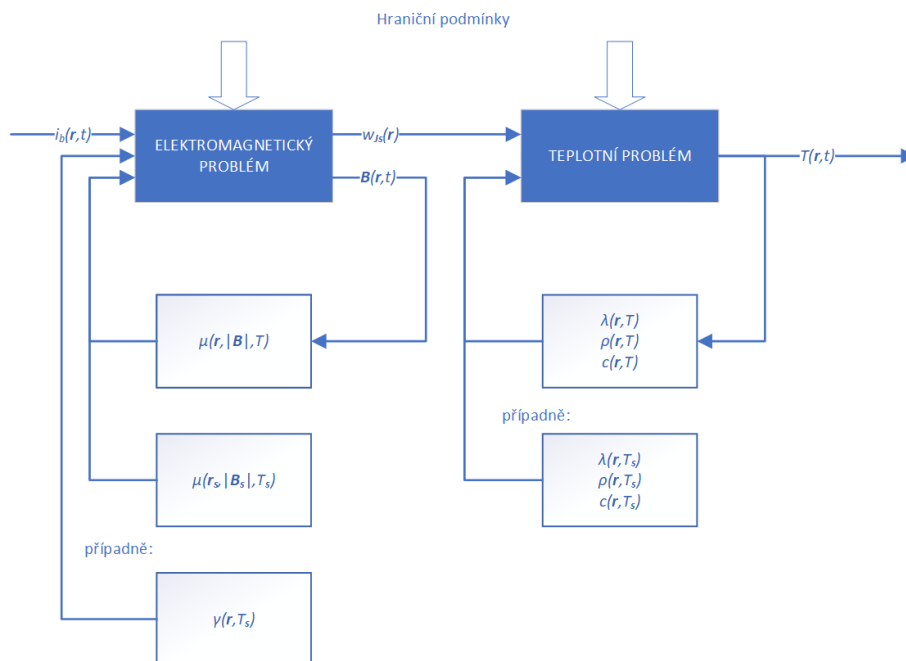 Hraniční podmínky
i_b(r,t)
ELEKTROMAGNETICKÝ
PROBLÉM
w_Js(r)
B(r,t)
TEPLOTNÍ PROBLÉM
T(r,t)
μ(r,|B|,T)
λ(r,T)
ρ(r,T)
c(r,T)
případně:
μ(r_s,|B_s|,T_s)
λ(r,T_s)
ρ(r,T_s)
c(r,T_s)
případně:
γ(r,T_s)